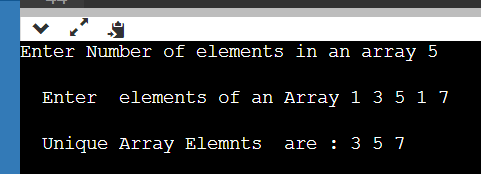 Enter Number of elements in an array 5
Enter  elements of an Array 1 3 5 1 7
Unique Array Elemnts  are : 3 5 7